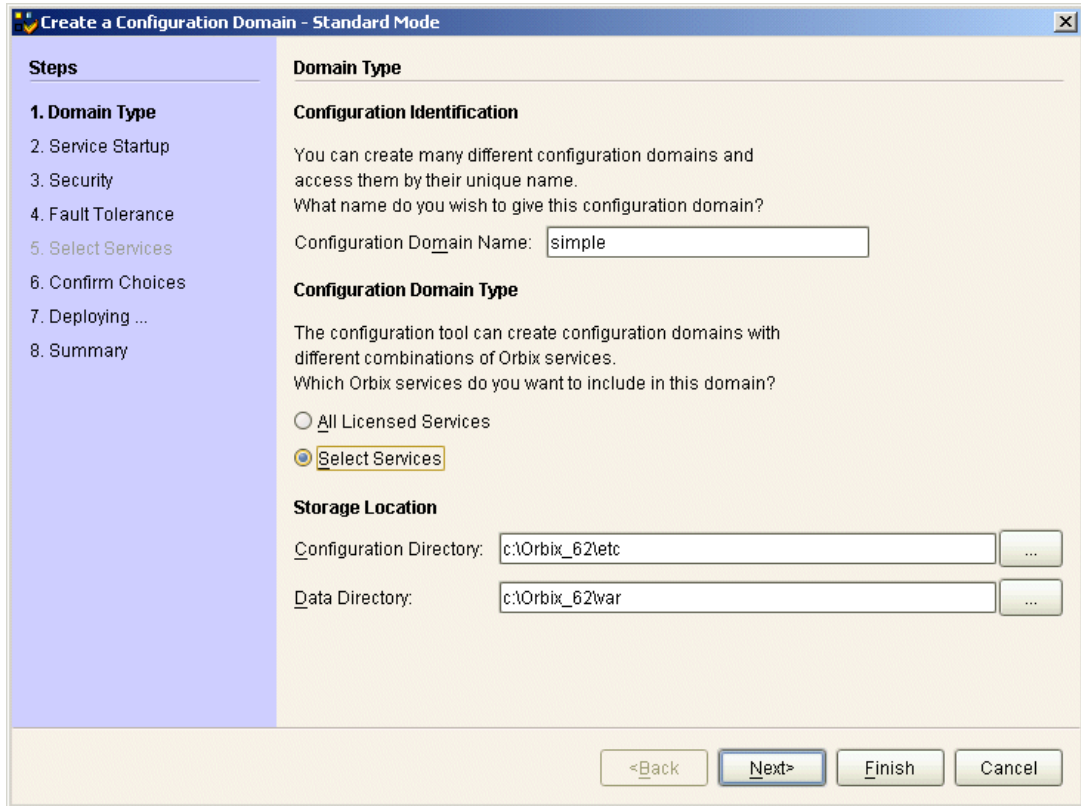 Create a Configuration Domain - Standard Mode
Steps
1. Domain Type
2. Service Startup
3. Security
4. Fault Tolerance
5. Select Services
6. Confirm Choices
7. Deploying ...
8. Summary
Domain Type
Configuration Identification
You can create many different configuration domains and
access them by their unique name.
What name do you wish to give this configuration domain?
Configuration Domain Name: simple
Configuration Domain Type
The configuration tool can create configuration domains with
different combinations of Orbix services.
Which Orbix services do you want to include in this domain?
All Licensed Services
Select Services
Storage Location
Configuration Directory: c:\Orbix_62\etc ...
Data Directory: c:\Orbix_62\var ...
<Back Next> Finish Cancel